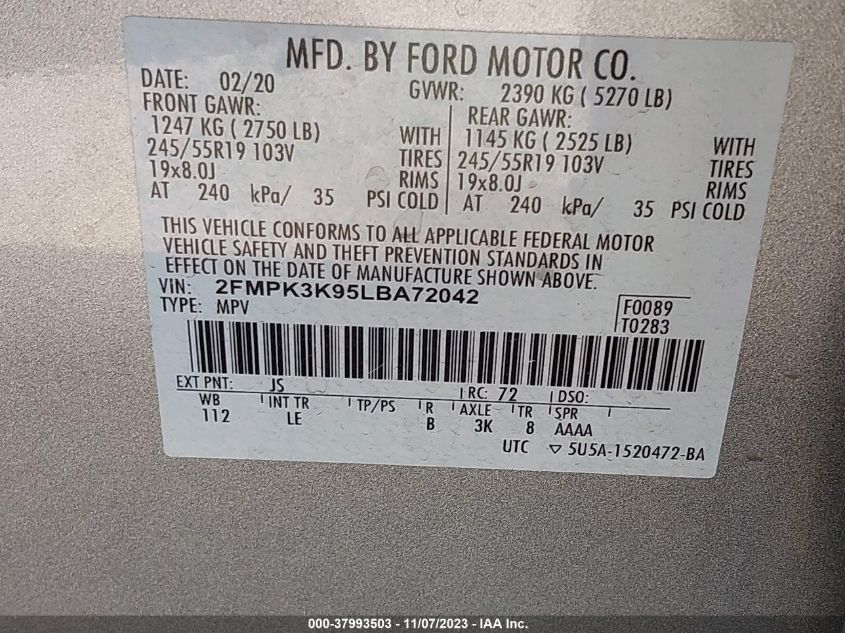 MFD. BY FORD MOTOR CO.
DATE: 02/20 GVWR: 2390 KG ( 5270 LB)
FRONT GAWR: REAR GAWR:
1247 KG ( 2750 LB) WITH 1145 KG ( 2525 LB) WITH
245/55R19 103V TIRES 245/55R19 103V TIRES
19x8.0J RIMS 19x8.0J RIMS
AT 240 kPa/ 35 PSI COLD AT 240 kPa/ 35 PSI COLD
THIS VEHICLE CONFORMS TO ALL APPLICABLE FEDERAL MOTOR
VEHICLE SAFETY AND THEFT PREVENTION STANDARDS IN
EFFECT ON THE DATE OF MANUFACTURE SHOWN ABOVE.
VIN: 2FMPK3K95LBA72042 F0089
TYPE: MPV T0283
EXT PNT: JS RC: 72 DSO:
WB INT TR TP/PS R AXLE TR SPR
112 LE B 3K 8 AAAA
UTC ▽ 5U5A-1520472-BA
000-37993503 — 11/07/2023 — 1IAA Inc.